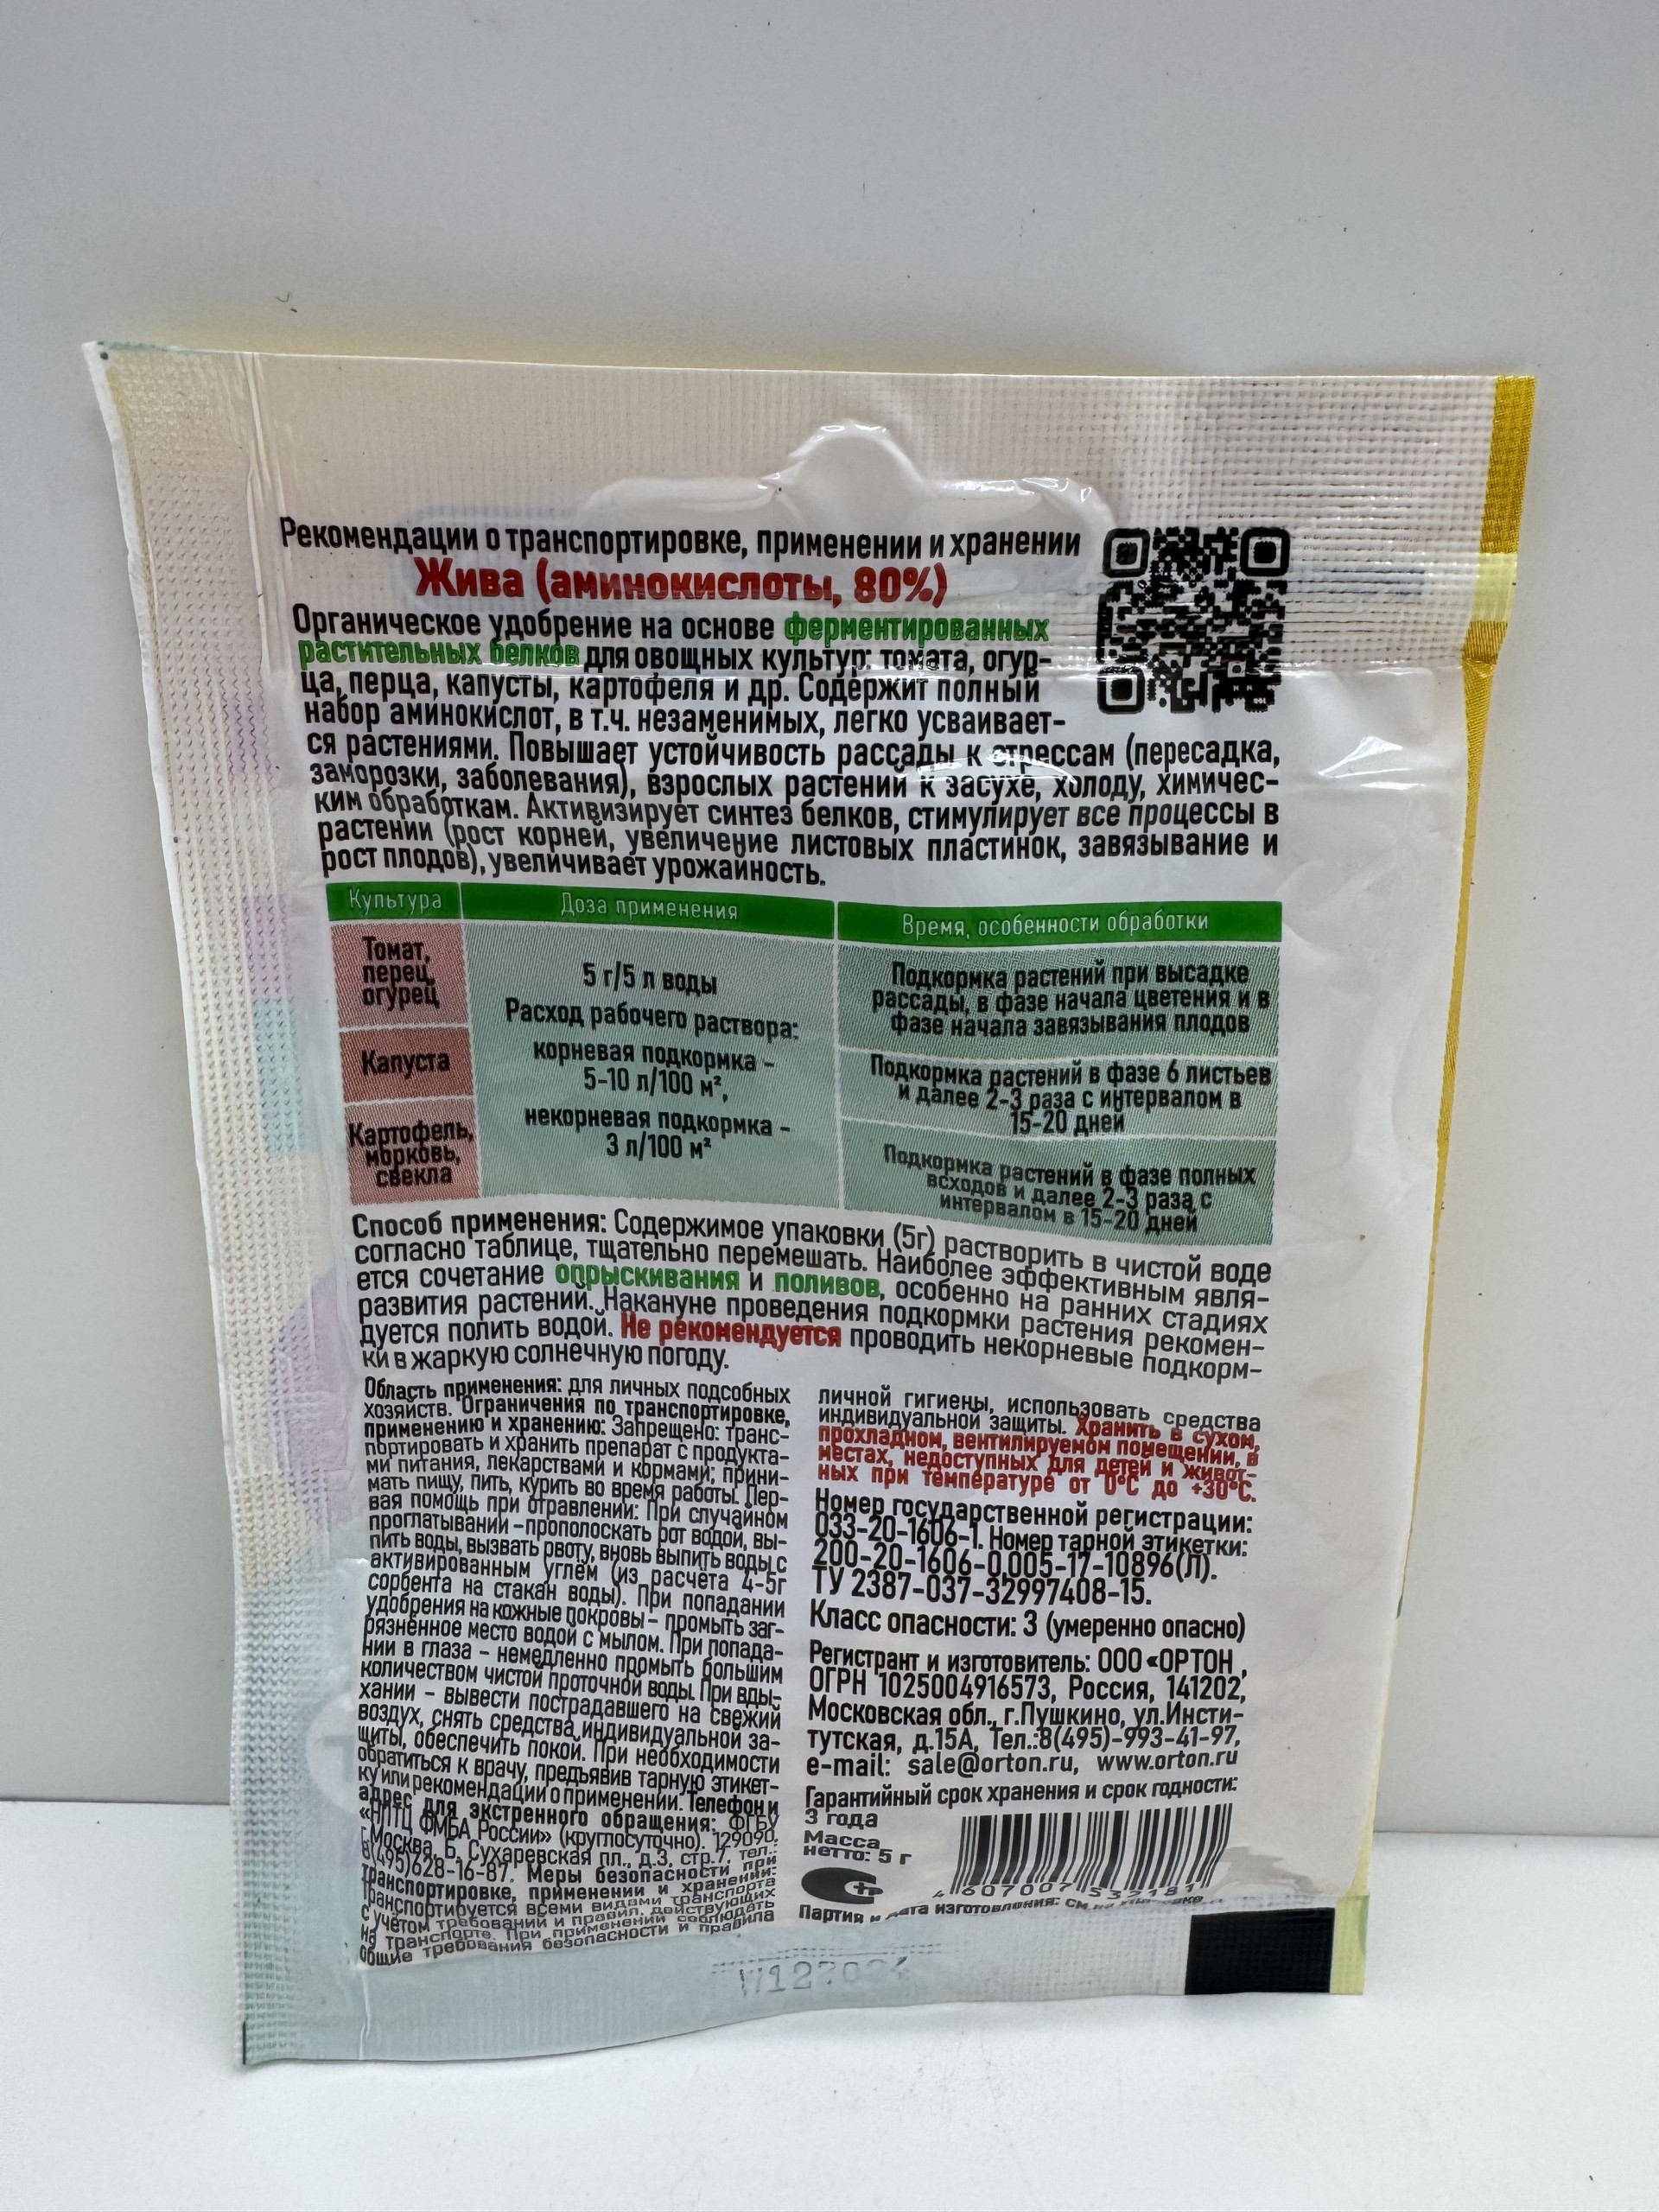 Рекомендации о транспортировке, применении и хранении
Жива (аминокислоты, 80%)
Органическое удобрение на основе ферментированных
растительных белков для овощных культур: томата, огур-
ца, перца, капусты, картофеля и др. Содержит полный
набор аминокислот, в т.ч. незаменимых, легко усваивает-
ся растениями. Повышает устойчивость рассады к стрессам (пересадка,
заморозки, заболевания), взрослых растений к засухе, холоду, химичес-
ким обработкам. Активизирует синтез белков, стимулирует все процессы в
растении (рост корней, увеличение листовых пластинок, завязывание и
рост плодов), увеличивает урожайность.
Культура
Доза применения
Время, особенности обработки
Томат,
перец,
огурец
Капуста
Картофель,
морковь,
свекла
5 г/5 л воды
Расход рабочего раствора:
корневая подкормка –
5-10 л/100 м²,
некорневая подкормка –
3 л/100 м²
Подкормка растений при высадке
рассады, в фазе начала цветения и в
фазе начала завязывания плодов
Подкормка растений в фазе 6 листьев
и далее 2-3 раза с интервалом в
15-20 дней
Подкормка растений в фазе полных
всходов и далее 2-3 раза с
интервалом в 15-20 дней
Способ применения: Содержимое упаковки (5г) растворить в чистой воде
согласно таблице, тщательно перемешать. Наиболее эффективным явля-
ется сочетание опрыскивания и поливов, особенно на ранних стадиях
развития растений. Накануне проведения подкормки растения рекомен-
дуется полить водой. Не рекомендуется проводить некорневые подкорм-
ки в жаркую солнечную погоду.
Область применения: для личных подсобных
хозяйств. Ограничения по транспортировке,
применению и хранению: Запрещено: транс-
портировать и хранить препарат с продукта-
ми питания, лекарствами и кормами; прини-
мать пищу, пить, курить во время работы. Пер-
вая помощь при отравлении: При случайном
проглатывании –прополоскать рот водой, вы-
пить воды, вызвать рвоту, вновь выпить воды с
активированным углём (из расчёта 4-5г
сорбента на стакан воды). При попадании
удобрения на кожные покровы – промыть заг-
рязненное место водой с мылом. При попада-
нии в глаза – немедленно промыть большим
количеством чистой проточной воды. При вды-
хании – вывести пострадавшего на свежий
воздух, снять средства индивидуальной за-
щиты, обеспечить покой. При необходимости
обратиться к врачу, предъявив тарную этикет-
ку или рекомендации о применении. Телефон и
адрес для экстренного обращения: ФГБУ
«НПТЦ ФМБА России» (круглосуточно). 129090,
г.Москва, Б. Сухаревская пл., д.3, стр.7, тел.:
8(495)628-16-87. Меры безопасности при
транспортировке, применении и хранении:
Транспортируется всеми видами транспорта
с учётом требований и правил, действующих
на транспорте. При применении соблюдать
общие требования безопасности и правила
личной гигиены, использовать средства
индивидуальной защиты. Хранить в сухом,
прохладном, вентилируемом помещении, в
местах, недоступных для детей и живот-
ных при температуре от 0°С до +30°С.
Номер государственной регистрации:
033-20-1606-1. Номер тарной этикетки:
200-20-1606-0,005-17-10896(Л).
ТУ 2387-037-32997408-15.
Класс опасности: 3 (умеренно опасно)
Регистрант и изготовитель: ООО «ОРТОН ,
ОГРН 1025004916573, Россия, 141202,
Московская обл., г.Пушкино, ул.Инсти-
тутская, д.15А, Тел.:8(495)-993-41-97,
e-mail: sale@orton.ru, www.orton.ru
Гарантийный срок хранения и срок годности:
3 года
Масса
нетто: 5 г
4 607007 532181
Партия и дата изготовления: см. на